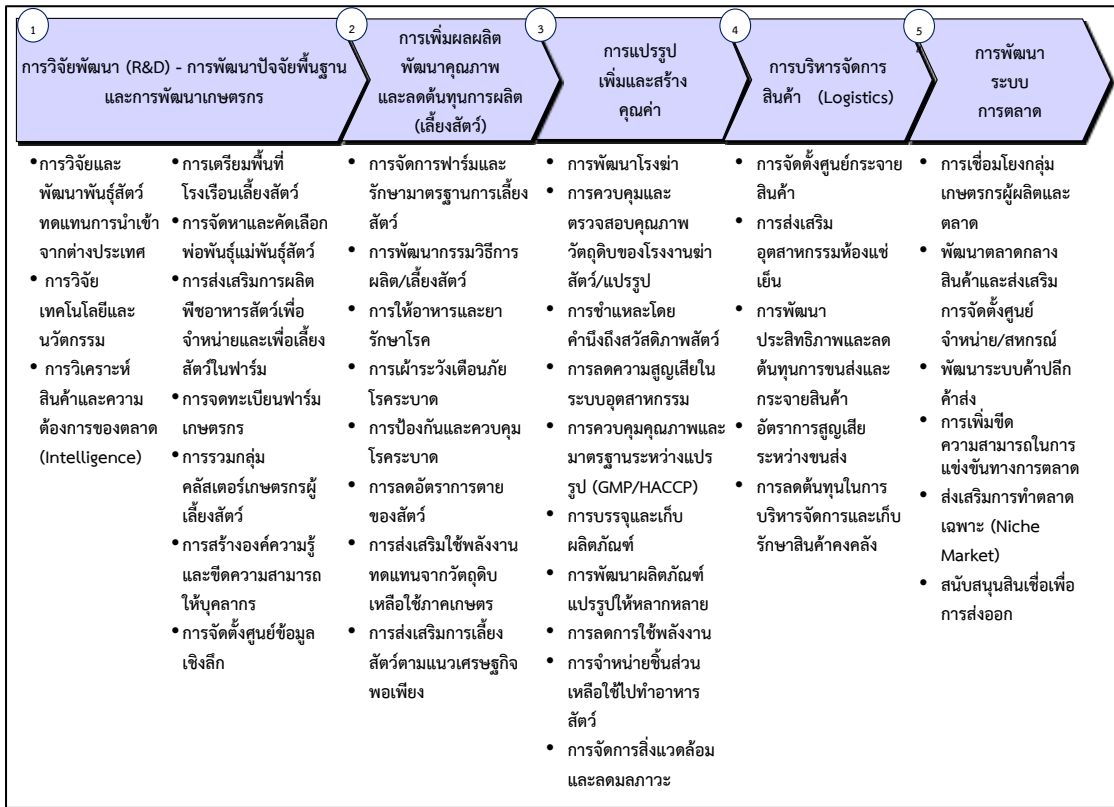 1
การวิจัยพัฒนา (R&D) - การพัฒนาปัจจัยพื้นฐาน
และการพัฒนาเกษตรกร
2
การเพิ่มผลผลิต
พัฒนาคุณภาพ
และลดต้นทุนการผลิต
(เลี้ยงสัตว์)
3
การแปรรูป
เพิ่มและสร้าง
คุณค่า
4
การบริหารจัดการ
สินค้า (Logistics)
5
การพัฒนา
ระบบ
การตลาด
•การวิจัยและ
พัฒนาพันธุ์สัตว์
ทดแทนการนำเข้า
จากต่างประเทศ
• การวิจัย
เทคโนโลยีและ
นวัตกรรม
• การวิเคราะห์
สินค้าและความ
ต้องการของตลาด
(Intelligence)
•การเตรียมพื้นที่
โรงเรือนเลี้ยงสัตว์
•การจัดหาและคัดเลือก
พ่อพันธุ์แม่พันธุ์สัตว์
•การส่งเสริมการผลิต
พืชอาหารสัตว์เพื่อ
จำหน่ายและเพื่อเลี้ยง
สัตว์ในฟาร์ม
•การจดทะเบียนฟาร์ม
เกษตรกร
•การรวมกลุ่ม
คลัสเตอร์เกษตรกรผู้
เลี้ยงสัตว์
•การสร้างองค์ความรู้
และขีดความสามารถ
ให้บุคลากร
•การจัดตั้งศูนย์ข้อมูล
เชิงลึก
• การจัดการฟาร์มและ
รักษามาตรฐานการเลี้ยง
สัตว์
• การพัฒนากรรมวิธีการ
ผลิต/เลี้ยงสัตว์
• การให้อาหารและยา
รักษาโรค
• การเผ้าระวังเตือนภัย
โรคระบาด
• การป้องกันและควบคุม
โรคระบาด
• การลดอัตราการตาย
ของสัตว์
• การส่งเสริมใช้พลังงาน
ทดแทนจากวัตถุดิบ
เหลือใช้ภาคเกษตร
• การส่งเสริมการเลี้ยง
สัตว์ตามแนวเศรษฐกิจ
พอเพียง
• การพัฒนาโรงฆ่า
• การควบคุมและ
ตรวจสอบคุณภาพ
วัตถุดิบของโรงงานฆ่า
สัตว์/แปรรูป
• การชำแหละโดย
คำนึงถึงสวัสดิภาพสัตว์
• การลดความสูญเสียใน
ระบบอุตสาหกรรม
• การควบคุมคุณภาพและ
มาตรฐานระหว่างแปร
รูป (GMP/HACCP)
• การบรรจุและเก็บ
ผลิตภัณฑ์
• การพัฒนาผลิตภัณฑ์
แปรรูปให้หลากหลาย
• การลดการใช้พลังงาน
• การจำหน่ายชิ้นส่วน
เหลือใช้ไปทำอาหาร
สัตว์
• การจัดการสิ่งแวดล้อม
และลดมลภาวะ
• การจัดตั้งศูนย์กระจาย
สินค้า
• การส่งเสริม
อุตสาหกรรมห้องแช่
เย็น
• การพัฒนา
ประสิทธิภาพและลด
ต้นทุนการขนส่งและ
กระจายสินค้า
• อัตราการสูญเสีย
ระหว่างขนส่ง
• การลดต้นทุนในการ
บริหารจัดการและเก็บ
รักษาสินค้าคงคลัง
• การเชื่อมโยงกลุ่ม
เกษตรกรผู้ผลิตและ
ตลาด
• พัฒนาตลาดกลาง
สินค้าและส่งเสริม
การจัดตั้งศูนย์
จำหน่าย/สหกรณ์
• พัฒนาระบบค้าปลีก
ค้าส่ง
• การเพิ่มขีด
ความสามารถในการ
แข่งขันทางการตลาด
• ส่งเสริมการทำตลาด
เฉพาะ (Niche
Market)
• สนับสนุนสินเชื่อเพื่อ
การส่งออก